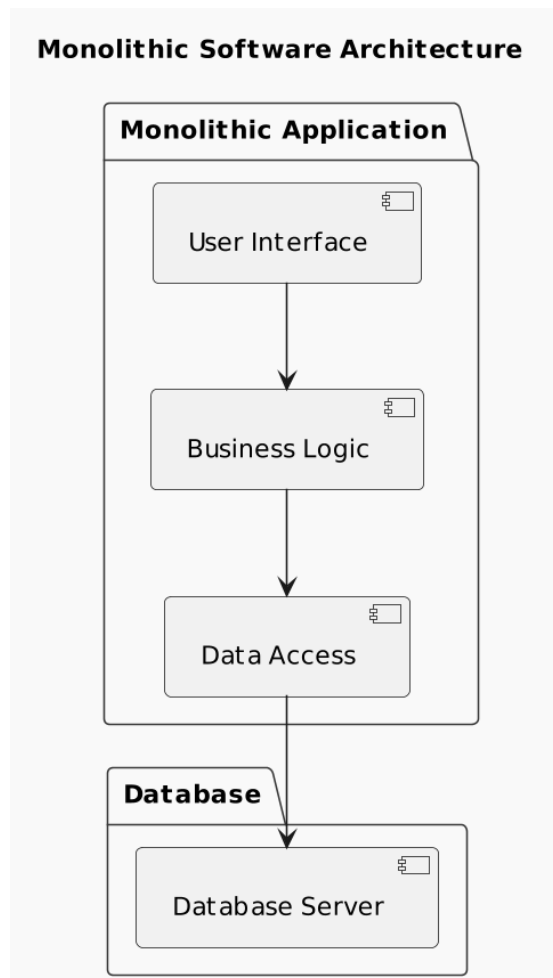 Monolithic Software Architecture
Monolithic Application
User Interface
Business Logic
Data Access
Database
Database Server